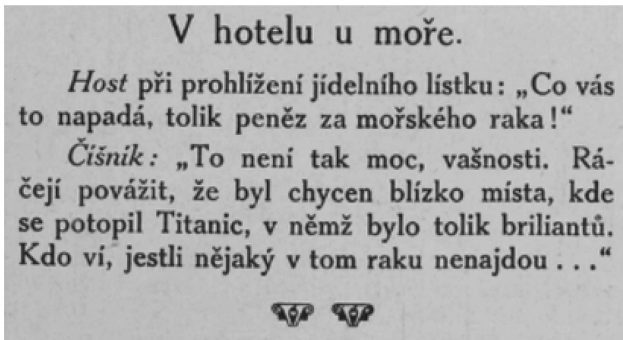 V hotelu u moře.
Host při prohlížení jídelního lístku: „Co vás
to napadá, tolik peněz za mořského raka!“
Číšník: „To není tak moc, vašnosti. Rá-
čejí povážit, že byl chycen blízko místa, kde
se potopil Titanic, v němž bylo tolik briliantů.
Kdo ví, jestli nějaký v tom raku nenajdou . . .“